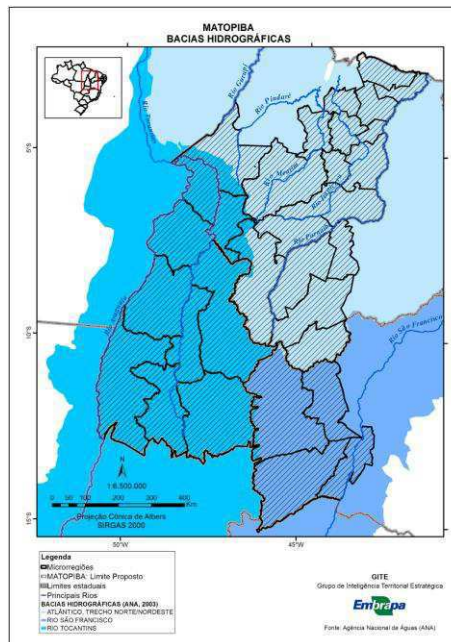 MATOPIBA
BACIAS HIDROGRÁFICAS
Rio Gurupi
Rio Pindaré
Rio Mearim
Rio Parnaíba
Rio São Francisco
5°S
10°S
15°S
50°W
45°W
N
1:6.500.000
0 50 100 200 300 400
Km
Projeção Cônica de Albers
SIRGAS 2000
Legenda
Microrregiões
MATOPIBA: Limite Proposto
Limites estaduais
Principais Rios
BACIAS HIDROGRÁFICAS (ANA, 2003)
ATLÂNTICO, TRECHO NORTE/NORDESTE
RIO SÃO FRANCISCO
RIO TOCANTINS
GITE
Grupo de Inteligência Territorial Estratégica
Embrapa
Fonte: Agência Nacional de Águas (ANA)